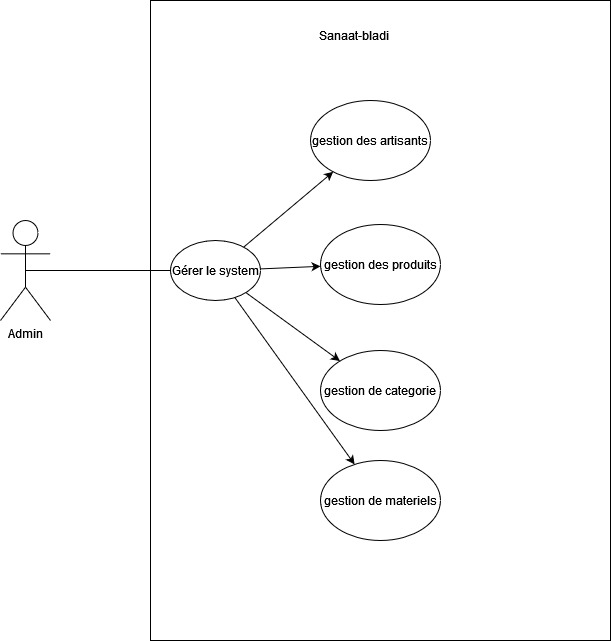 Sanaat-bladi
gestion des artisants
gestion des produits
Gérer le system
Admin
gestion de categorie
gestion de materiels